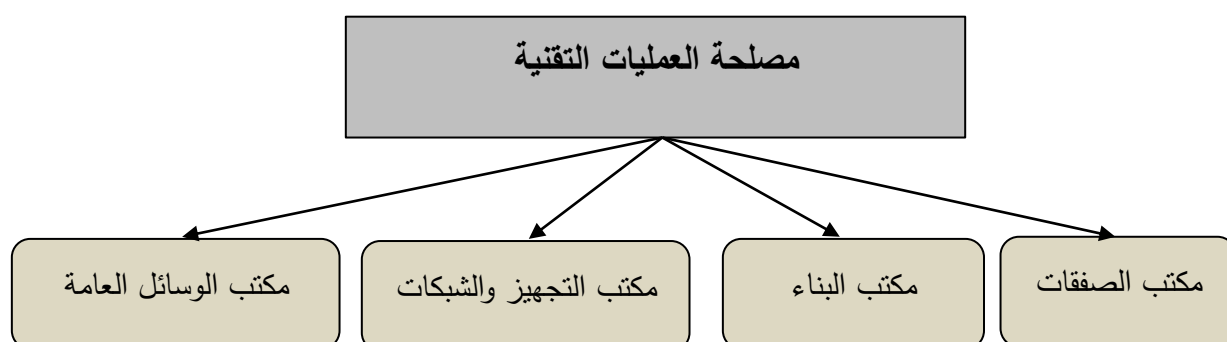 مصلحة العمليات التقنية
مكتب الصفقات
مكتب البناء
مكتب التجهيز والشبكات
مكتب الوسائل العامة